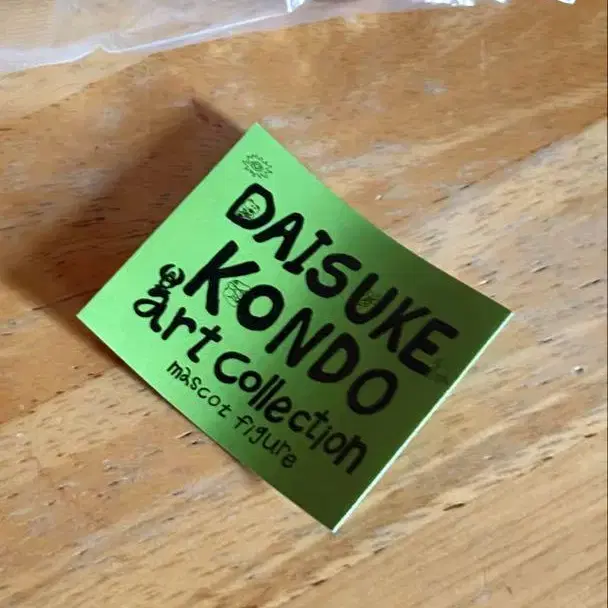 DAISUKE
KONDO
art collection
mascot figure